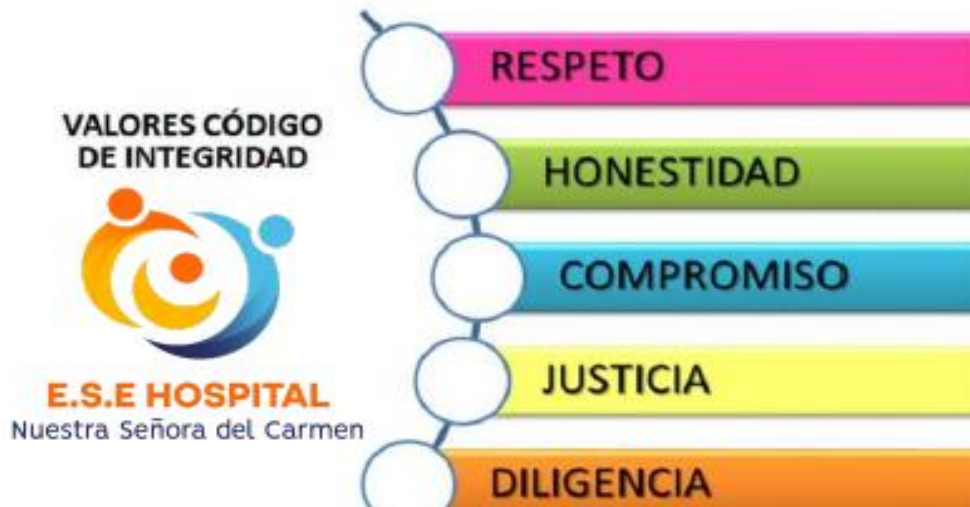 VALORES CÓDIGO
DE INTEGRIDAD
E.S.E HOSPITAL
Nuestra Señora del Carmen
RESPETO
HONESTIDAD
COMPROMISO
JUSTICIA
DILIGENCIA